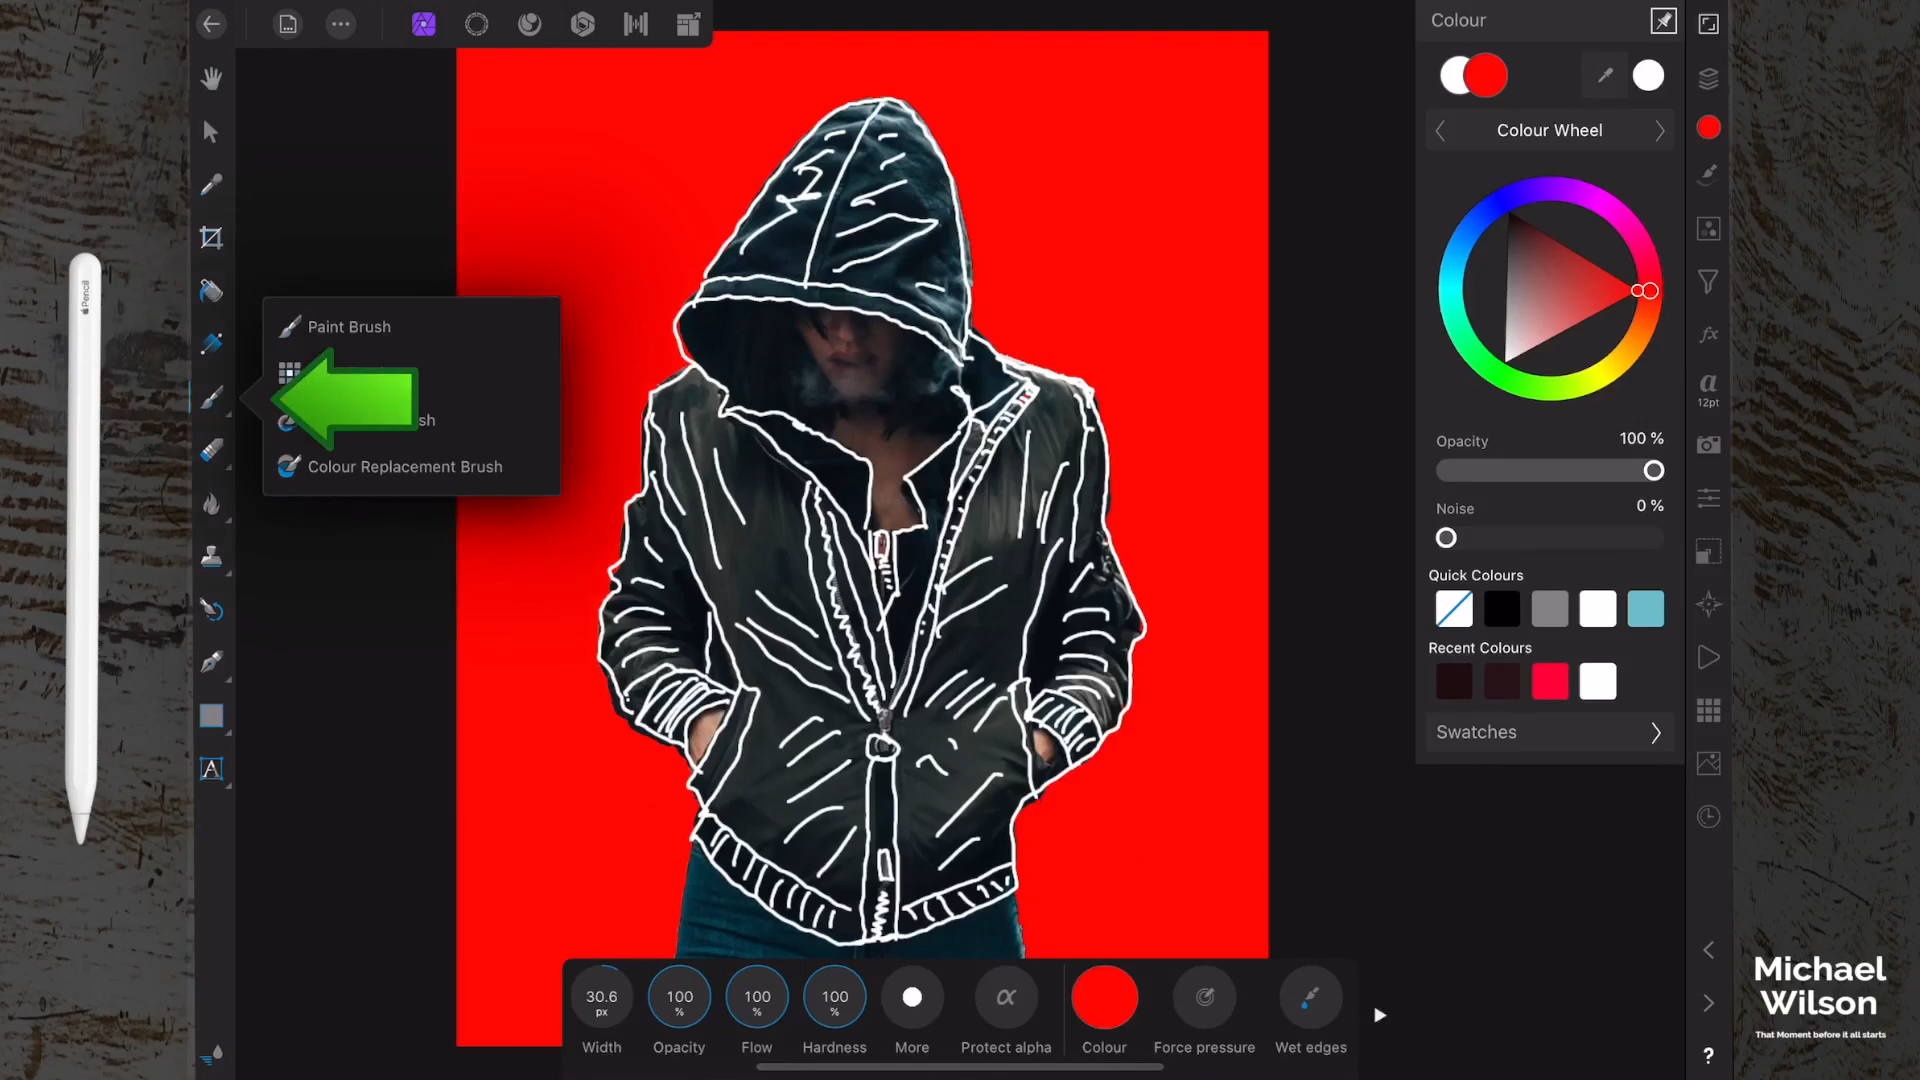 Colour
Colour Wheel
Paint Brush
sh
Colour Replacement Brush
Pencil
a
12pt
fx
Opacity
100 %
Noise
0 %
Quick Colours
Recent Colours
Swatches
A
30.6
px
100
%
100
%
100
%
α
Width
Opacity
Flow
Hardness
More
Protect alpha
Colour
Force pressure
Wet edges
?
Michael
Wilson
That Moment before it all starts